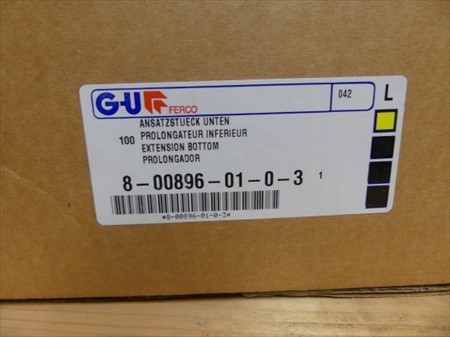 G-U FERCO
042
L
ANSATZSTUECK UNTEN
100 PROLONGATEUR INFERIEUR
EXTENSION BOTTOM
PROLONGADOR
8-00896-01-0-3 1
*8-00896-01-0-3*